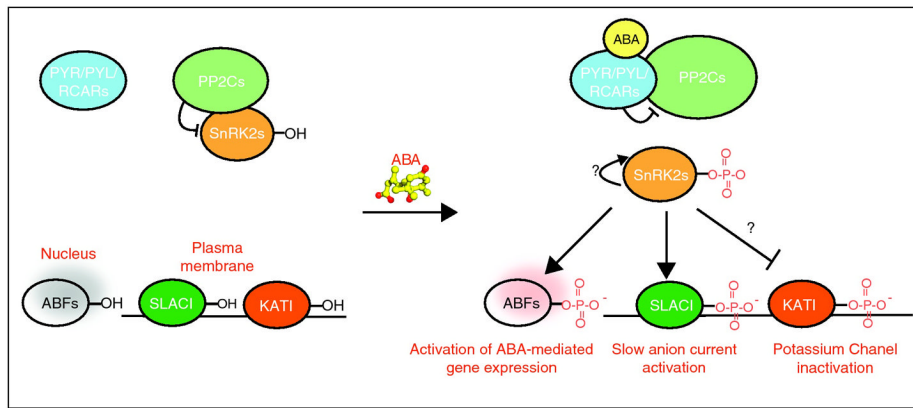 PYR/PYL/
RCARs
PP2Cs
SnRK2s
OH
Nucleus
ABFs
OH
Plasma
membrane
SLACI
OH
KATI
OH
ABA
ABA
PYR/PYL/
RCARs
PP2Cs
?
SnRK2s
O
O-P-O-
O
?
ABFs
O
O-P-O-
O
SLACI
O
O-P-O-
O
KATI
O
O-P-O-
O
Activation of ABA-mediated
gene expression
Slow anion current
activation
Potassium Chanel
inactivation